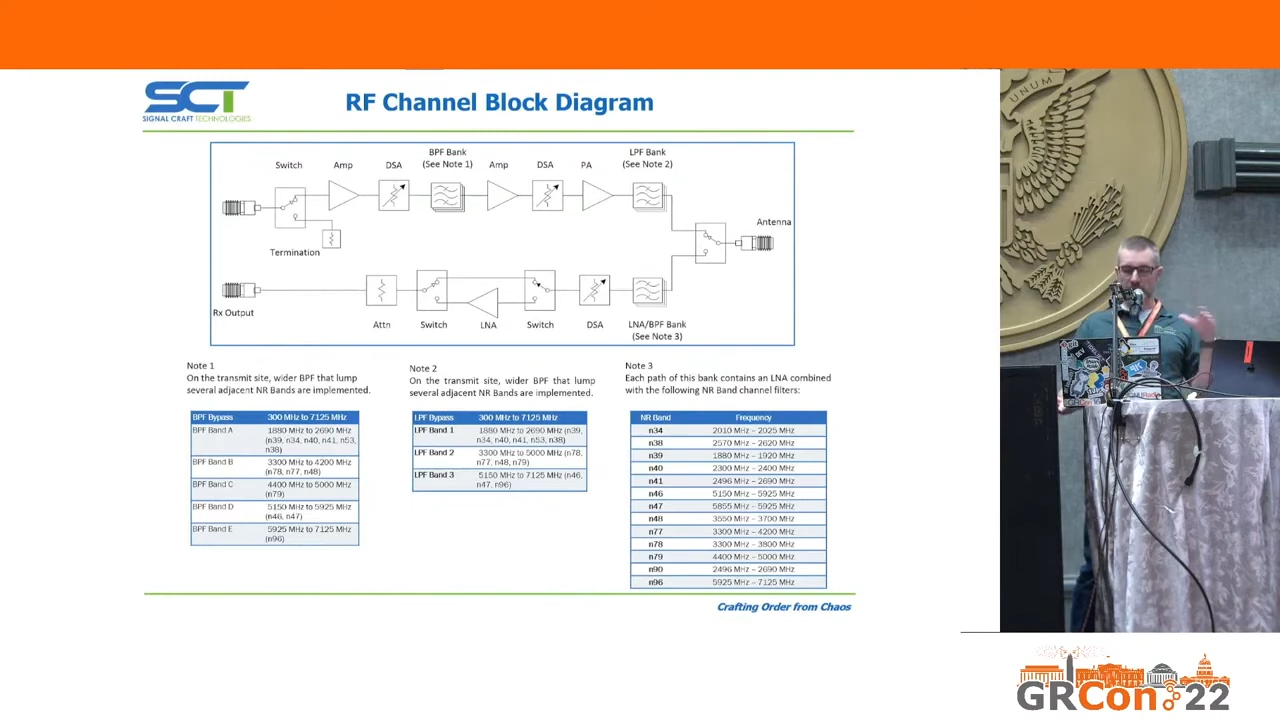 SCT
SIGNAL CRAFT TECHNOLOGIES
RF Channel Block Diagram
Switch
Amp
DSA
BPF Bank
(See Note 1)
Amp
DSA
PA
LPF Bank
(See Note 2)
Antenna
Termination
Rx Output
Attn
Switch
LNA
Switch
DSA
LNA/BPF Bank
(See Note 3)
Note 1
On the transmit site, wider BPF that lump
several adjacent NR Bands are implemented.
BPF Bypass 300 MHz to 7125 MHz
BPF Band A 1880 MHz to 2690 MHz
(n39, n34, n40, n41, n53,
n38)
BPF Band B 3300 MHz to 4200 MHz
(n78, n77, n48)
BPF Band C 4400 MHz to 5000 MHz
(n79)
BPF Band D 5150 MHz to 5925 MHz
(n46, n47)
BPF Band E 5925 MHz to 7125 MHz
(n96)
Note 2
On the transmit site, wider BPF that lump
several adjacent NR Bands are implemented.
LPF Bypass 300 MHz to 7125 MHz
LPF Band 1 1880 MHz to 2690 MHz (n39,
n34, n40, n41, n53, n38)
LPF Band 2 3300 MHz to 5000 MHz (n78,
n77, n48, n79)
LPF Band 3 5150 MHz to 7125 MHz (n46,
n47, n96)
Note 3
Each path of this bank contains an LNA combined
with the following NR Band channel filters:
NR Band Frequency
n34 2010 MHz – 2025 MHz
n38 2570 MHz – 2620 MHz
n39 1880 MHz – 1920 MHz
n40 2300 MHz – 2400 MHz
n41 2496 MHz – 2690 MHz
n46 5150 MHz – 5925 MHz
n47 5855 MHz – 5925 MHz
n48 3550 MHz – 3700 MHz
n77 3300 MHz – 4200 MHz
n78 3300 MHz – 3800 MHz
n79 4400 MHz – 5000 MHz
n90 2496 MHz – 2690 MHz
n96 5925 MHz – 7125 MHz
Crafting Order from Chaos
UNUM
GRCon 22